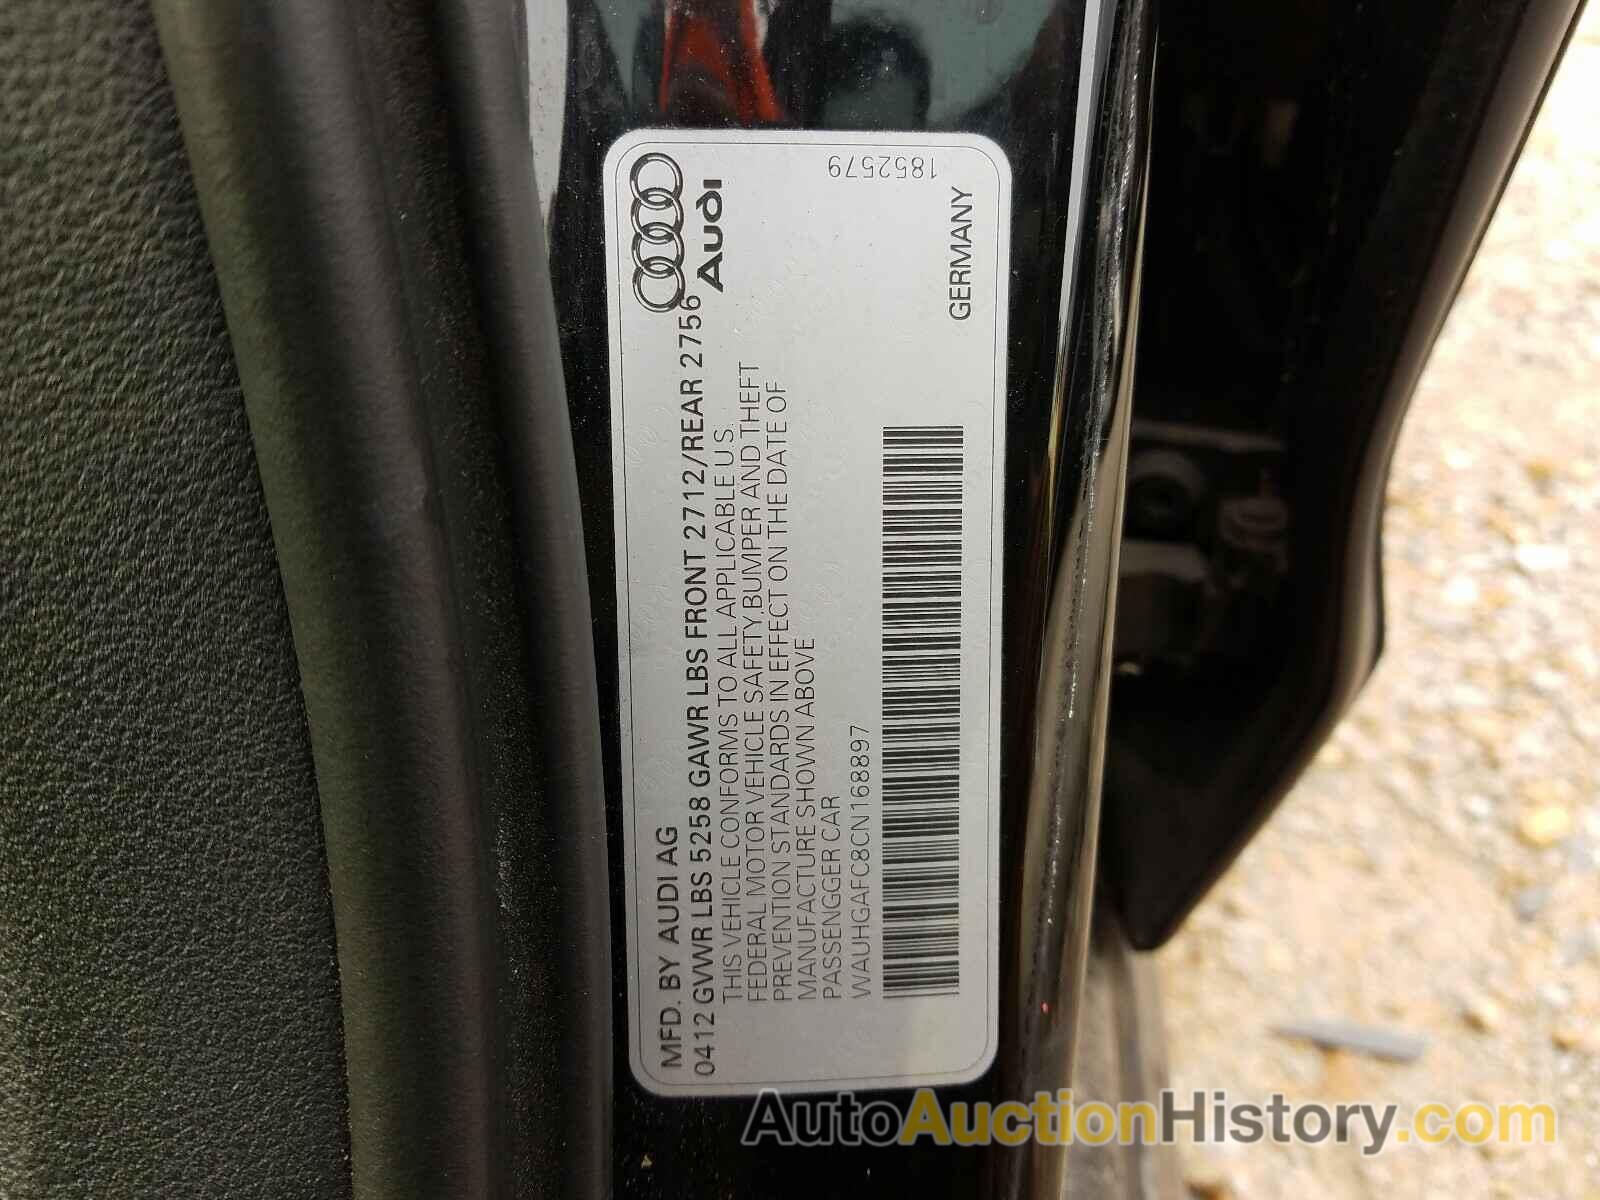 Audi
MFD. BY AUDI AG
0412 GVWR LBS 5258 GAWR LBS FRONT 2712/REAR 2756
THIS VEHICLE CONFORMS TO ALL APPLICABLE U.S.
FEDERAL MOTOR VEHICLE SAFETY, BUMPER AND THEFT
PREVENTION STANDARDS IN EFFECT ON THE DATE OF
MANUFACTURE SHOWN ABOVE
PASSENGGER CAR
WAUHGAFC8CN168897
GERMANY
1852579
AutoAuctionHistory.com